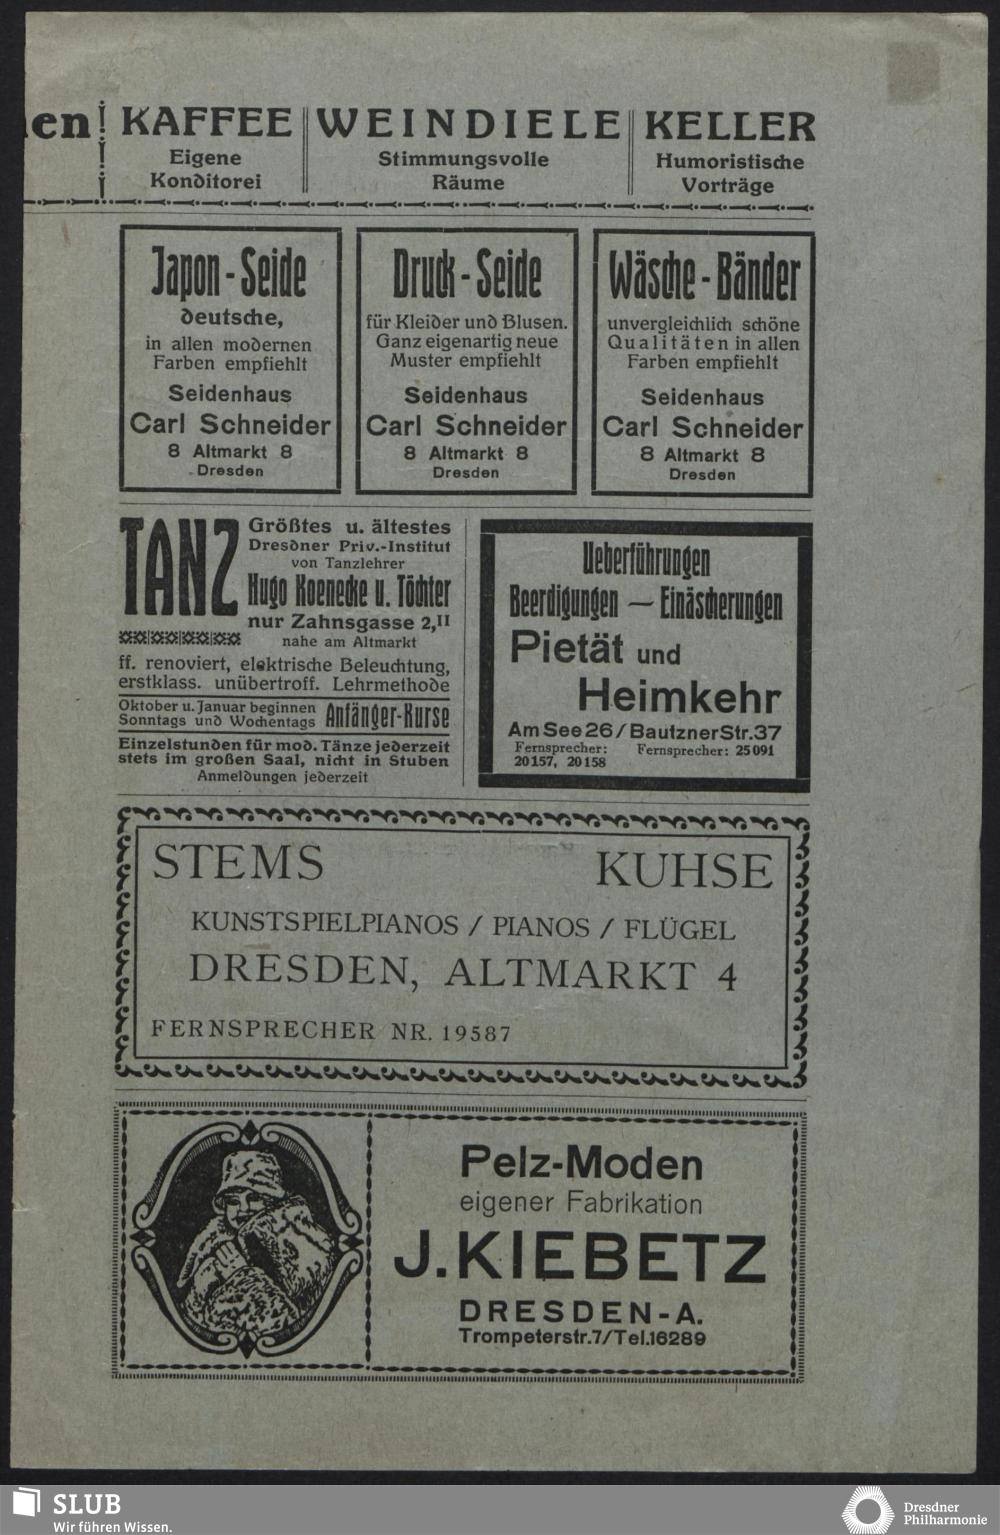 en!
KAFFEE
Eigene
Konditorei
WEINDIELE
Stimmungsvolle
Räume
KELLER
Humoristische
Vorträge
Japon-Seide
deutsche,
in allen modernen
Farben empfiehlt
Seidenhaus
Carl Schneider
8 Altmarkt 8
Dresden
Druck-Seide
für Kleider und Blusen.
Ganz eigenartig neue
Muster empfiehlt
Seidenhaus
Carl Schneider
8 Altmarkt 8
Dresden
Wäsche-Bänder
unvergleichlich schöne
Qualitäten in allen
Farben empfiehlt
Seidenhaus
Carl Schneider
8 Altmarkt 8
Dresden
TANZ
Größtes u. ältestes
Dresdner Priv.-Institut
von Tanzlehrer
Hugo Koenecke u. Töchter
nur Zahnsgasse 2,II
nahe am Altmarkt
ff. renoviert, elektrische Beleuchtung,
erstklass. unübertroff. Lehrmethode
Oktober u. Januar beginnen
Sonntags und Wochentags
Anfänger-Kurse
Einzelstunden für mod. Tänze jederzeit
stets im großen Saal, nicht in Stuben
Anmeldungen jederzeit
Ueberführungen
Beerdigungen — Einäscherungen
Pietät und
Heimkehr
Am See 26 / Bautzner Str. 37
Fernsprecher: Fernsprecher: 25091
20157, 20158
STEMS KUHSE
KUNSTSPIELPIANOS / PIANOS / FLÜGEL
DRESDEN, ALTMARKT 4
FERNSPRECHER NR. 19587
Pelz-Moden
eigener Fabrikation
J. KIEBETZ
DRESDEN-A.
Trompeterstr. 7 / Tel. 16289
SLUB
Wir führen Wissen.
Dresdner
Philharmonie